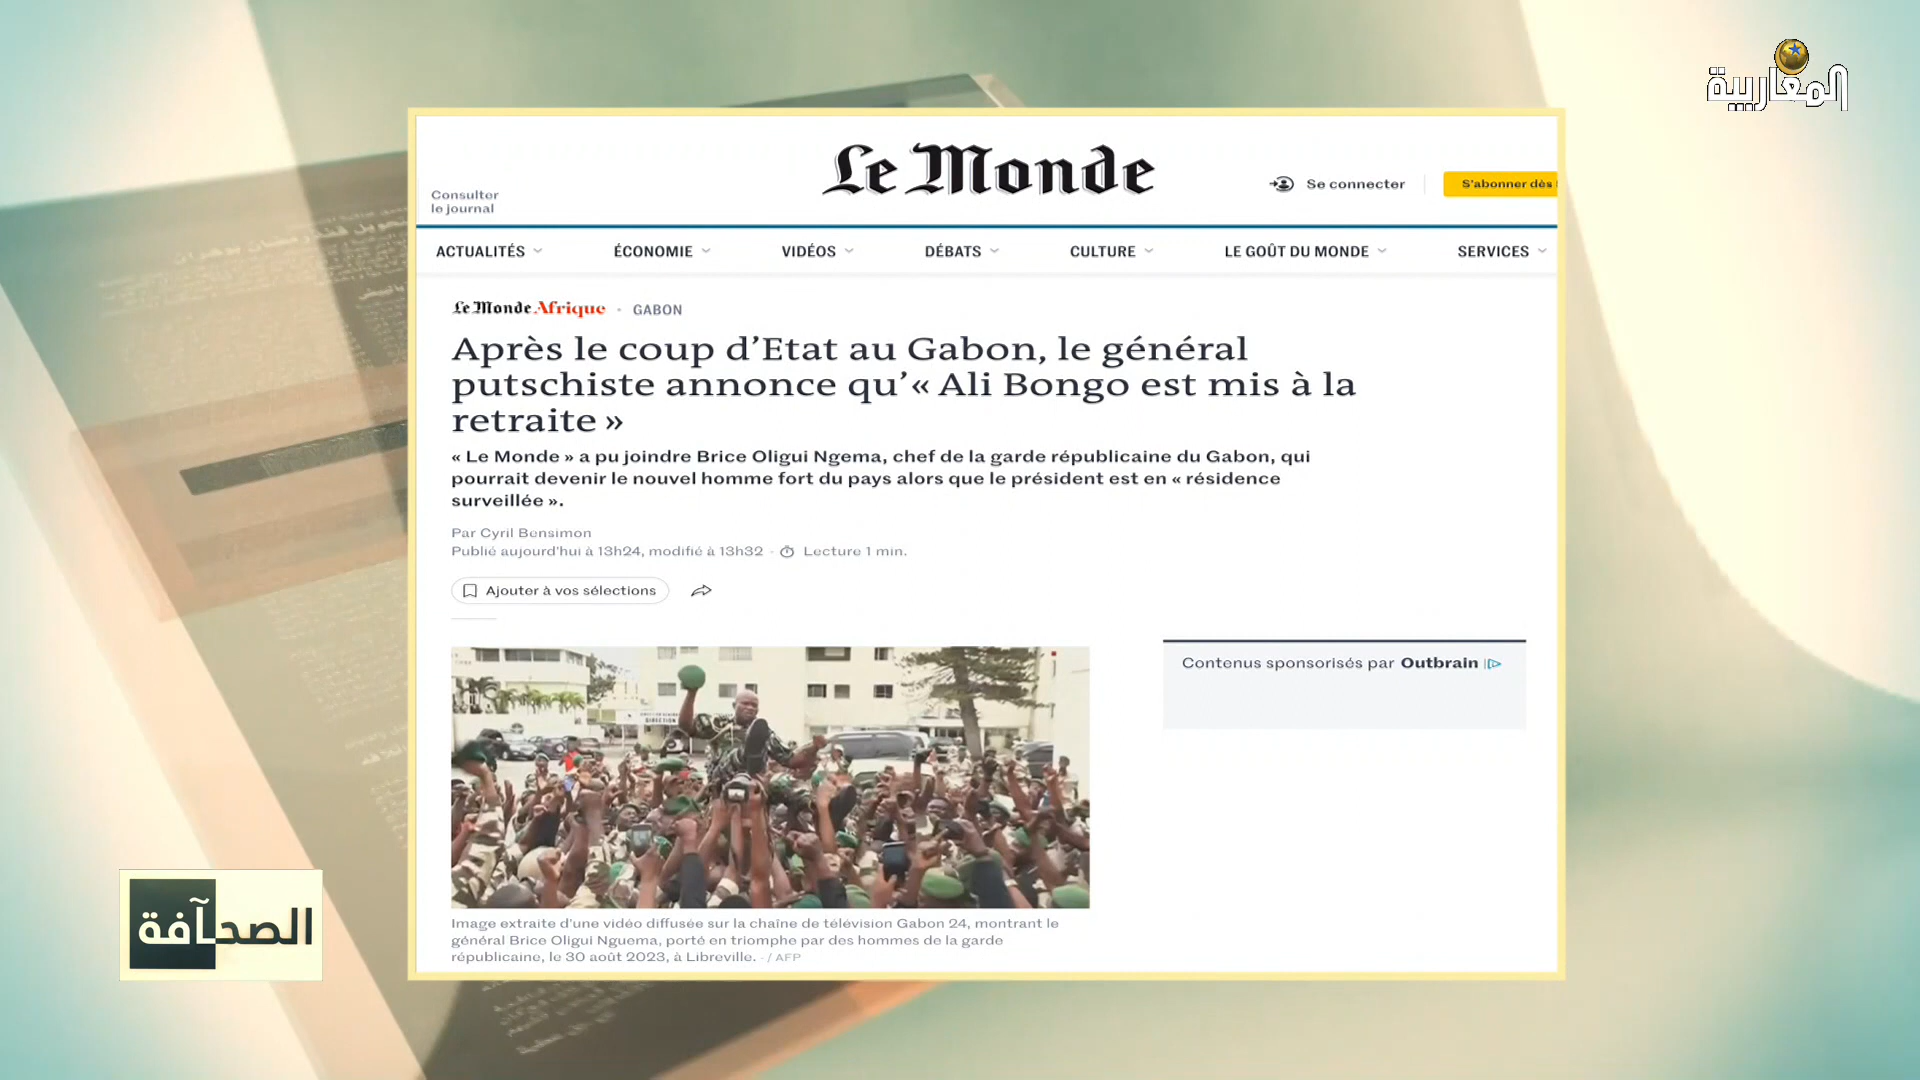 المغاربية
Le Monde
Consulter
le journal
Se connecter
S'abonner dès
ACTUALITÉS
ÉCONOMIE
VIDÉOS
DÉBATS
CULTURE
LE GOÛT DU MONDE
SERVICES
Le Monde Afrique · GABON
Après le coup d'Etat au Gabon, le général
putschiste annonce qu'« Ali Bongo est mis à la
retraite »
« Le Monde » a pu joindre Brice Oligui Ngema, chef de la garde républicaine du Gabon, qui
pourrait devenir le nouvel homme fort du pays alors que le président est en « résidence
surveillée ».
Par Cyril Bensimon
Publié aujourd'hui à 13h24, modifié à 13h32 · Lecture 1 min.
Ajouter à vos sélections
Contenus sponsorisés par Outbrain
DIRECTION
الصحآفة
Image extraite d'une vidéo diffusée sur la chaîne de télévision Gabon 24, montrant le
général Brice Oligui Nguema, porté en triomphe par des hommes de la garde
républicaine, le 30 août 2023, à Libreville. - / AFP